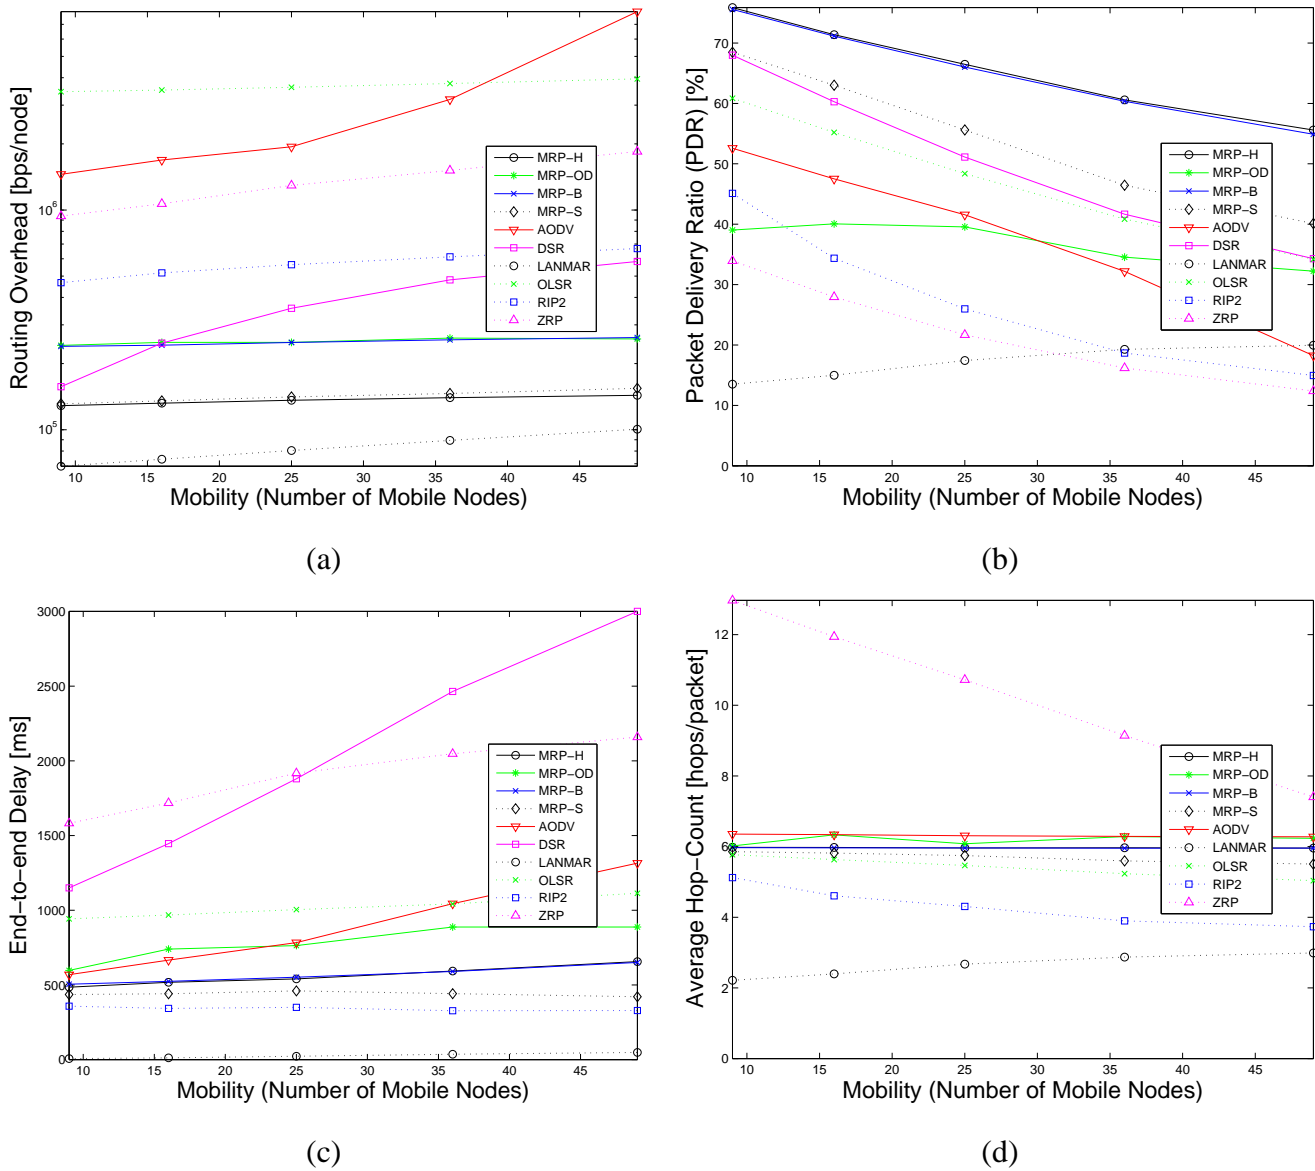 Routing Overhead [bps/node]
10^6
10^5
10 15 20 25 30 35 40 45
Mobility (Number of Mobile Nodes)
MRP-H
MRP-OD
MRP-B
MRP-S
AODV
DSR
LANMAR
OLSR
RIP2
ZRP
(a)
Packet Delivery Ratio (PDR) [%]
70
60
50
40
30
20
10
0
10 15 20 25 30 35 40 45
Mobility (Number of Mobile Nodes)
MRP-H
MRP-OD
MRP-B
MRP-S
AODV
DSR
LANMAR
OLSR
RIP2
ZRP
(b)
End-to-end Delay [ms]
3000
2500
2000
1500
1000
500
0
10 15 20 25 30 35 40 45
Mobility (Number of Mobile Nodes)
MRP-H
MRP-OD
MRP-B
MRP-S
AODV
DSR
LANMAR
OLSR
RIP2
ZRP
(c)
Average Hop-Count [hops/packet]
12
10
8
6
4
2
0
10 15 20 25 30 35 40 45
Mobility (Number of Mobile Nodes)
MRP-H
MRP-OD
MRP-B
MRP-S
AODV
DSR
LANMAR
OLSR
RIP2
ZRP
(d)